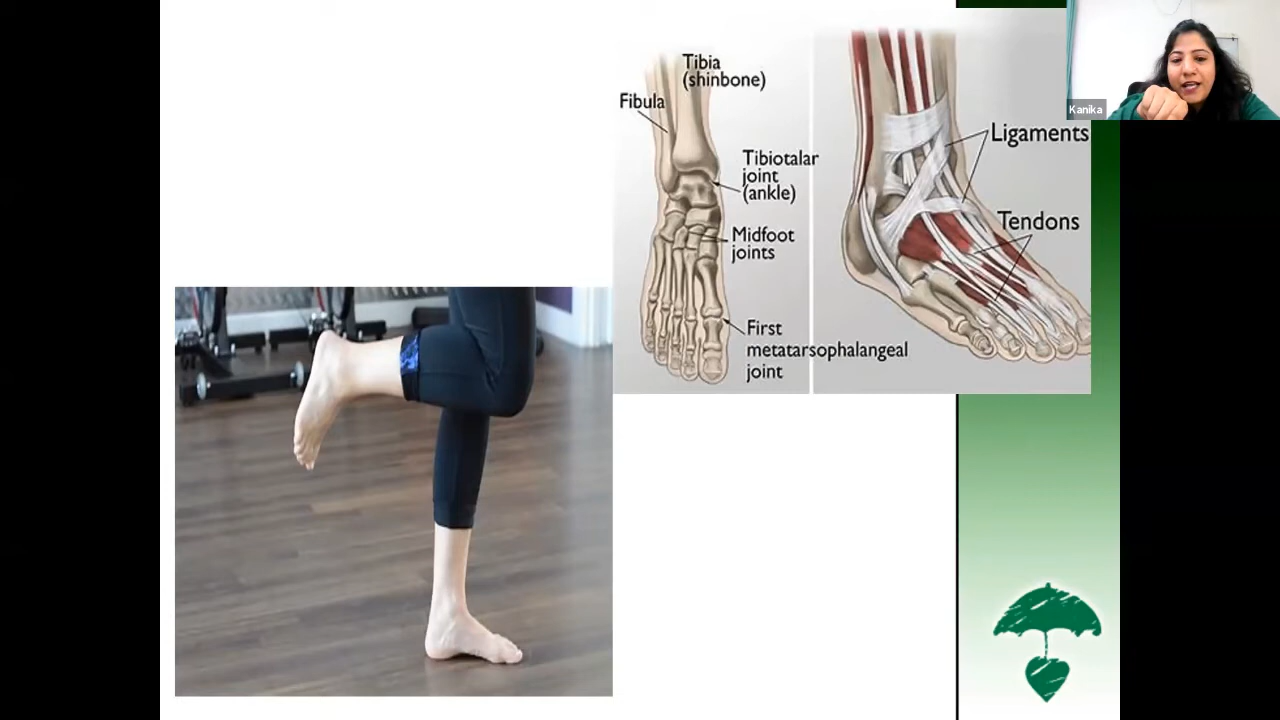 Tibia
(shinbone)
Fibula
Tibiotalar
joint
(ankle)
Midfoot
joints
First
metatarsophalangeal
joint
Ligaments
Tendons
Kanika